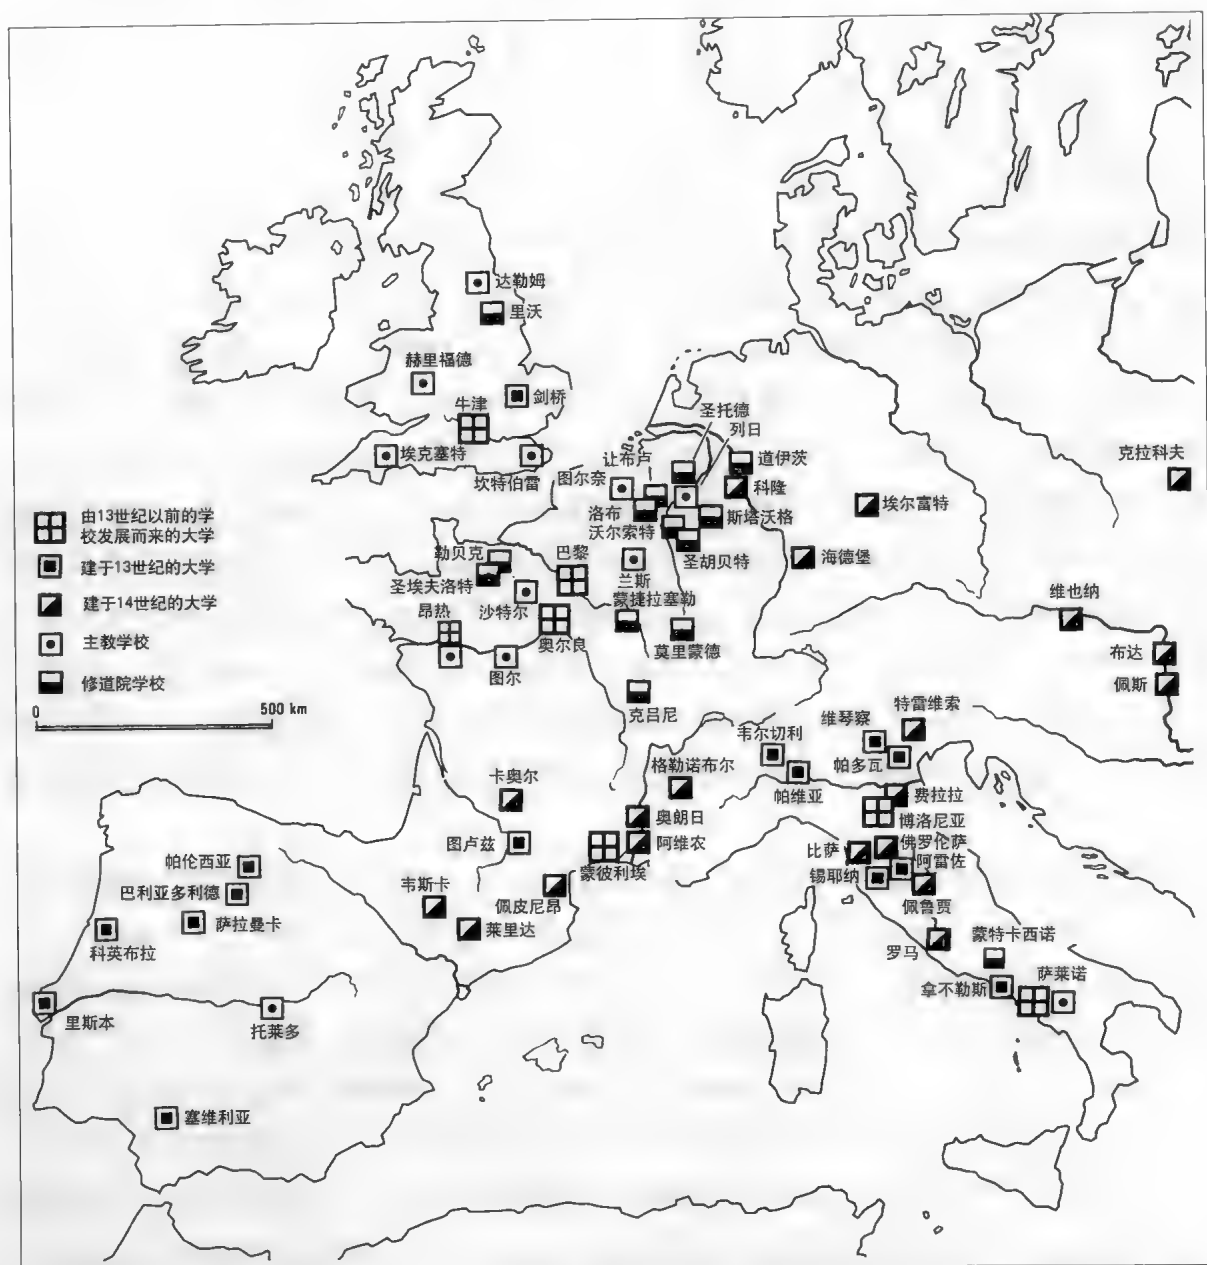 达勒姆
里沃
赫里福德
剑桥
牛津
圣托德
列日
埃克塞特
坎特伯雷
让布卢
道伊茨
克拉科夫
图尔奈
科隆
埃尔富特
洛布
斯塔沃格
沃尔索特
圣胡贝特
海德堡
由13世纪以前的学
校发展而来的大学
建于13世纪的大学
建于14世纪的大学
主教学校
修道院学校
0
500 km
勒贝克
巴黎
兰斯
圣埃夫洛特
沙特尔
蒙捷拉塞勒
昂热
奥尔良
莫里蒙德
图尔
维也纳
布达
佩斯
克吕尼
特雷维索
维琴察
韦尔切利
帕多瓦
格勒诺布尔
帕维亚
卡奥尔
费拉拉
奥朗日
博洛尼亚
图卢兹
阿维农
比萨
佛罗伦萨
蒙彼利埃
阿雷佐
帕伦西亚
锡耶纳
巴利亚多利德
韦斯卡
佩皮尼昂
佩鲁贾
萨拉曼卡
莱里达
科英布拉
罗马
蒙特卡西诺
萨莱诺
拿不勒斯
里斯本
托莱多
塞维利亚